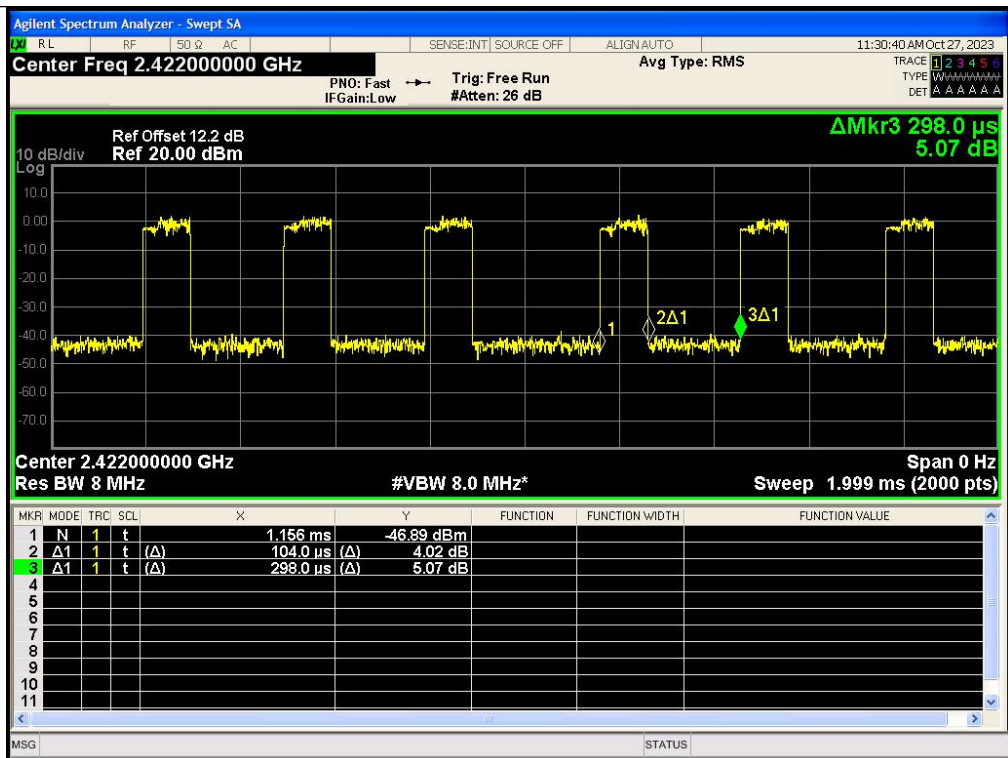 Agilent Spectrum Analyzer - Swept SA
LXI RL RF 50 Ω AC SENSE:INT SOURCE OFF ALIGN AUTO 11:30:40 AM Oct 27, 2023
Center Freq 2.422000000 GHz Avg Type: RMS TRACE 1 2 3 4 5 6
PNO: Fast Trig: Free Run TYPE WWWWWW
IFGain:Low #Atten: 26 dB DET A A A A A A
ΔMkr3 298.0 µs
5.07 dB
Ref Offset 12.2 dB
10 dB/div Ref 20.00 dBm
Log
10.0
0.00
-10.0
-20.0
-30.0
-40.0
-50.0
-60.0
-70.0
1
2Δ1
3Δ1
Center 2.422000000 GHz Span 0 Hz
Res BW 8 MHz #VBW 8.0 MHz* Sweep 1.999 ms (2000 pts)
MKR MODE TRC SCL X Y FUNCTION FUNCTION WIDTH FUNCTION VALUE
1 N 1 t 1.156 ms -46.89 dBm
2 Δ1 1 t (Δ) 104.0 µs (Δ) 4.02 dB
3 Δ1 1 t (Δ) 298.0 µs (Δ) 5.07 dB
4
5
6
7
8
9
10
11
MSG STATUS